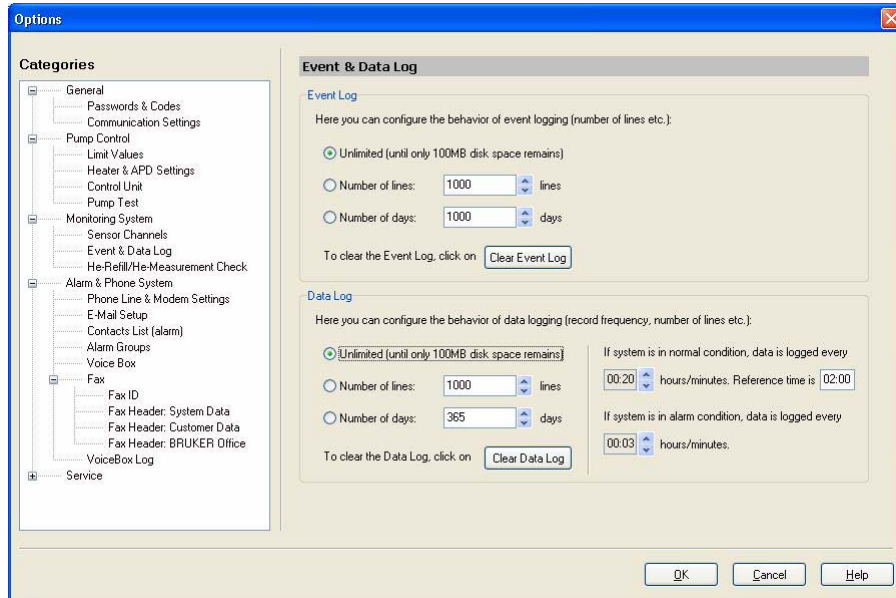 Options
Categories
General
Passwords & Codes
Communication Settings
Pump Control
Limit Values
Heater & APD Settings
Control Unit
Pump Test
Monitoring System
Sensor Channels
Event & Data Log
He-Refill/He-Measurement Check
Alarm & Phone System
Phone Line & Modem Settings
E-Mail Setup
Contacts List (alarm)
Alarm Groups
Voice Box
Fax
Fax ID
Fax Header: System Data
Fax Header: Customer Data
Fax Header: BRUKER Office
VoiceBox Log
Service
Event & Data Log
Event Log
Here you can configure the behavior of event logging (number of lines etc.):
Unlimited (until only 100MB disk space remains)
Number of lines: 1000 lines
Number of days: 1000 days
To clear the Event Log, click on Clear Event Log
Data Log
Here you can configure the behavior of data logging (record frequency, number of lines etc.):
Unlimited (until only 100MB disk space remains)
Number of lines: 1000 lines
Number of days: 365 days
To clear the Data Log, click on Clear Data Log
If system is in normal condition, data is logged every
00:20 hours/minutes. Reference time is 02:00
If system is in alarm condition, data is logged every
00:03 hours/minutes.
OK Cancel Help